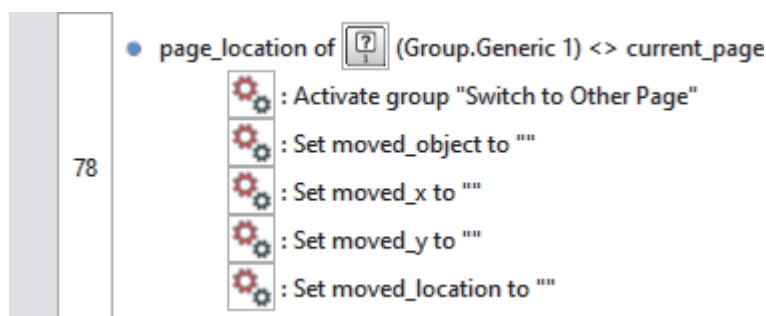 page_location of ? 1 (Group.Generic 1) <> current_page
: Activate group "Switch to Other Page"
: Set moved_object to ""
78
: Set moved_x to ""
: Set moved_y to ""
: Set moved_location to ""